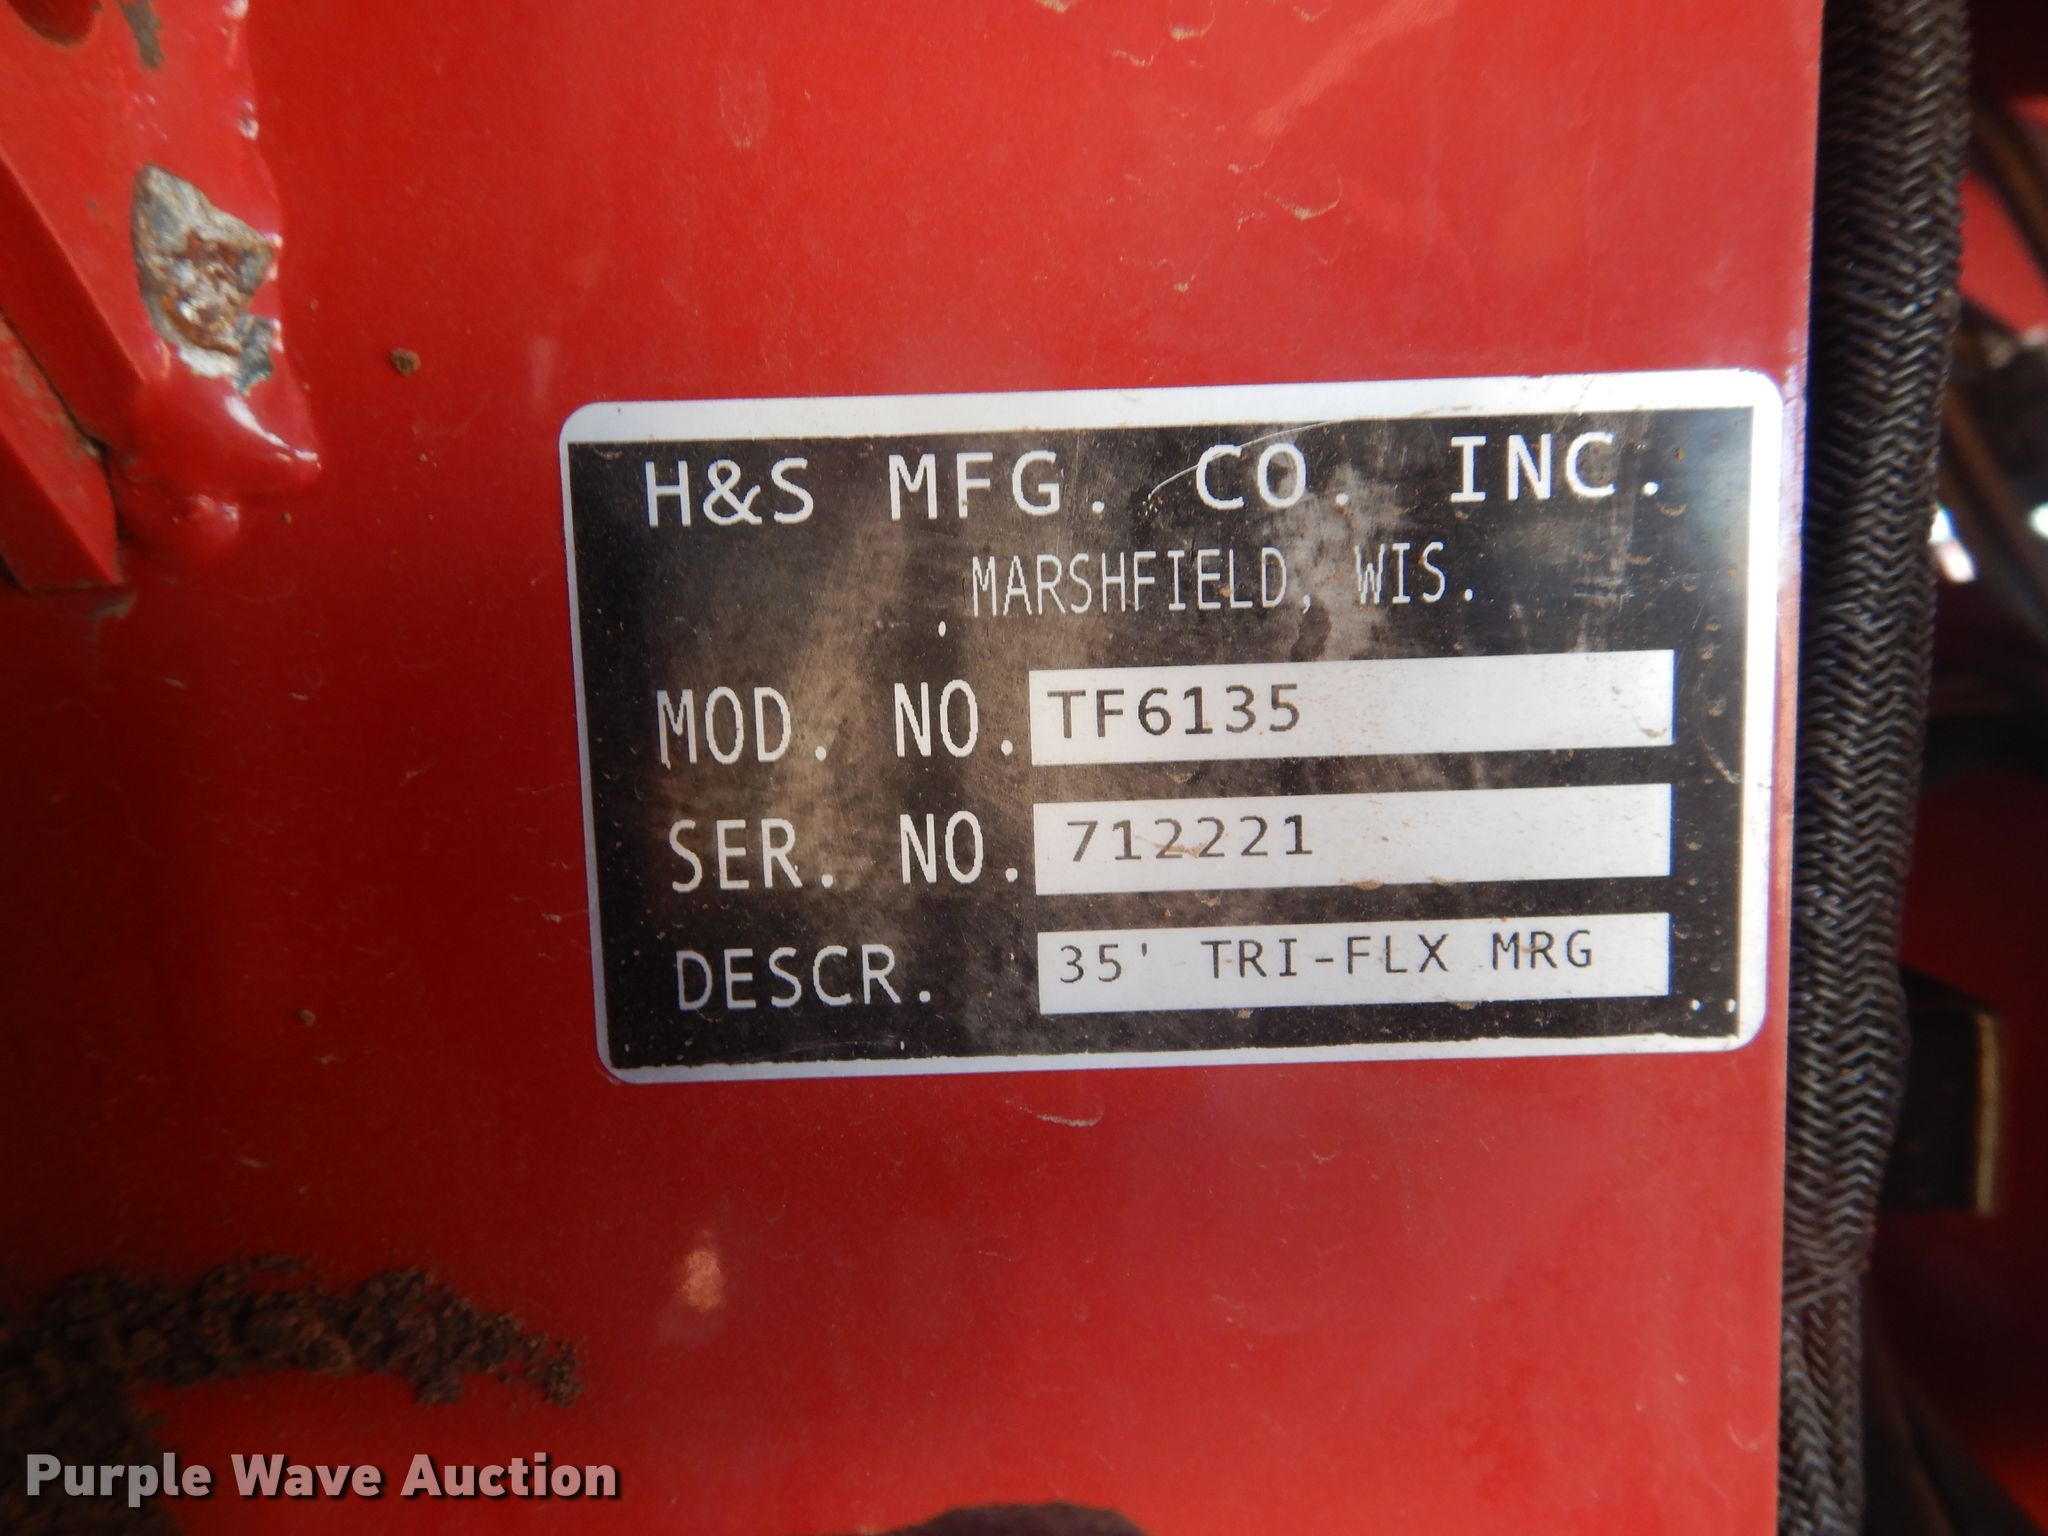 H&S MFG. CO. INC.
MARSHFIELD, WIS.
MOD. NO. TF6135
SER. NO. 712221
DESCR. 35' TRI-FLX MRG
Purple Wave Auction